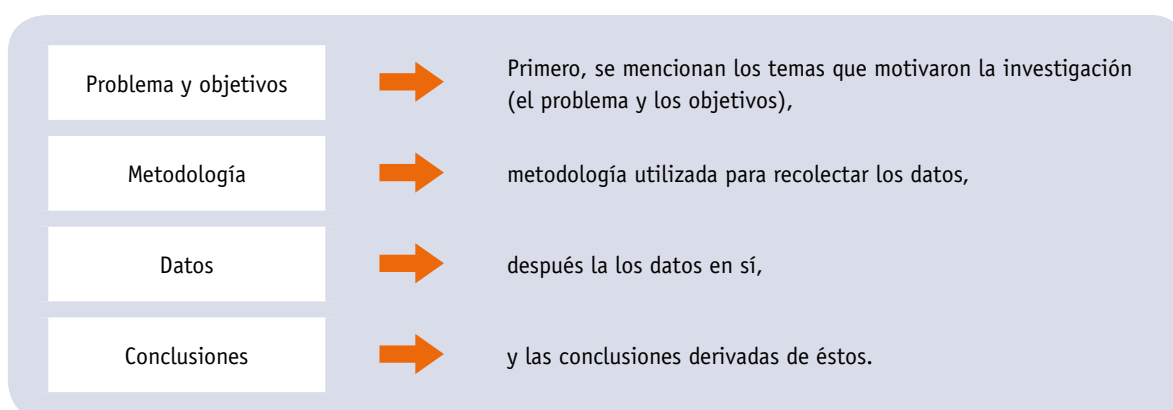 Problema y objetivos
Primero, se mencionan los temas que motivaron la investigación
(el problema y los objetivos),
Metodología
metodología utilizada para recolectar los datos,
Datos
después la los datos en sí,
Conclusiones
y las conclusiones derivadas de éstos.